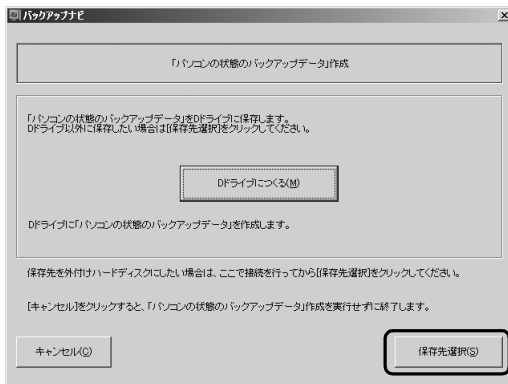 バックアップナビ
「パソコンの状態のバックアップデータ」作成
「パソコンの状態のバックアップデータ」をDドライブに保存します。
Dドライブ以外に保存したい場合は[保存先選択]をクリックしてください。
Dドライブにつくる(M)
Dドライブに「パソコンの状態のバックアップデータ」を作成します。
保存先を外付けハードディスクにしたい場合は、ここで接続を行ってから[保存先選択]をクリックしてください。
[キャンセル]をクリックすると、「パソコンの状態のバックアップデータ」作成を実行せずに終了します。
キャンセル(C)
保存先選択(S)